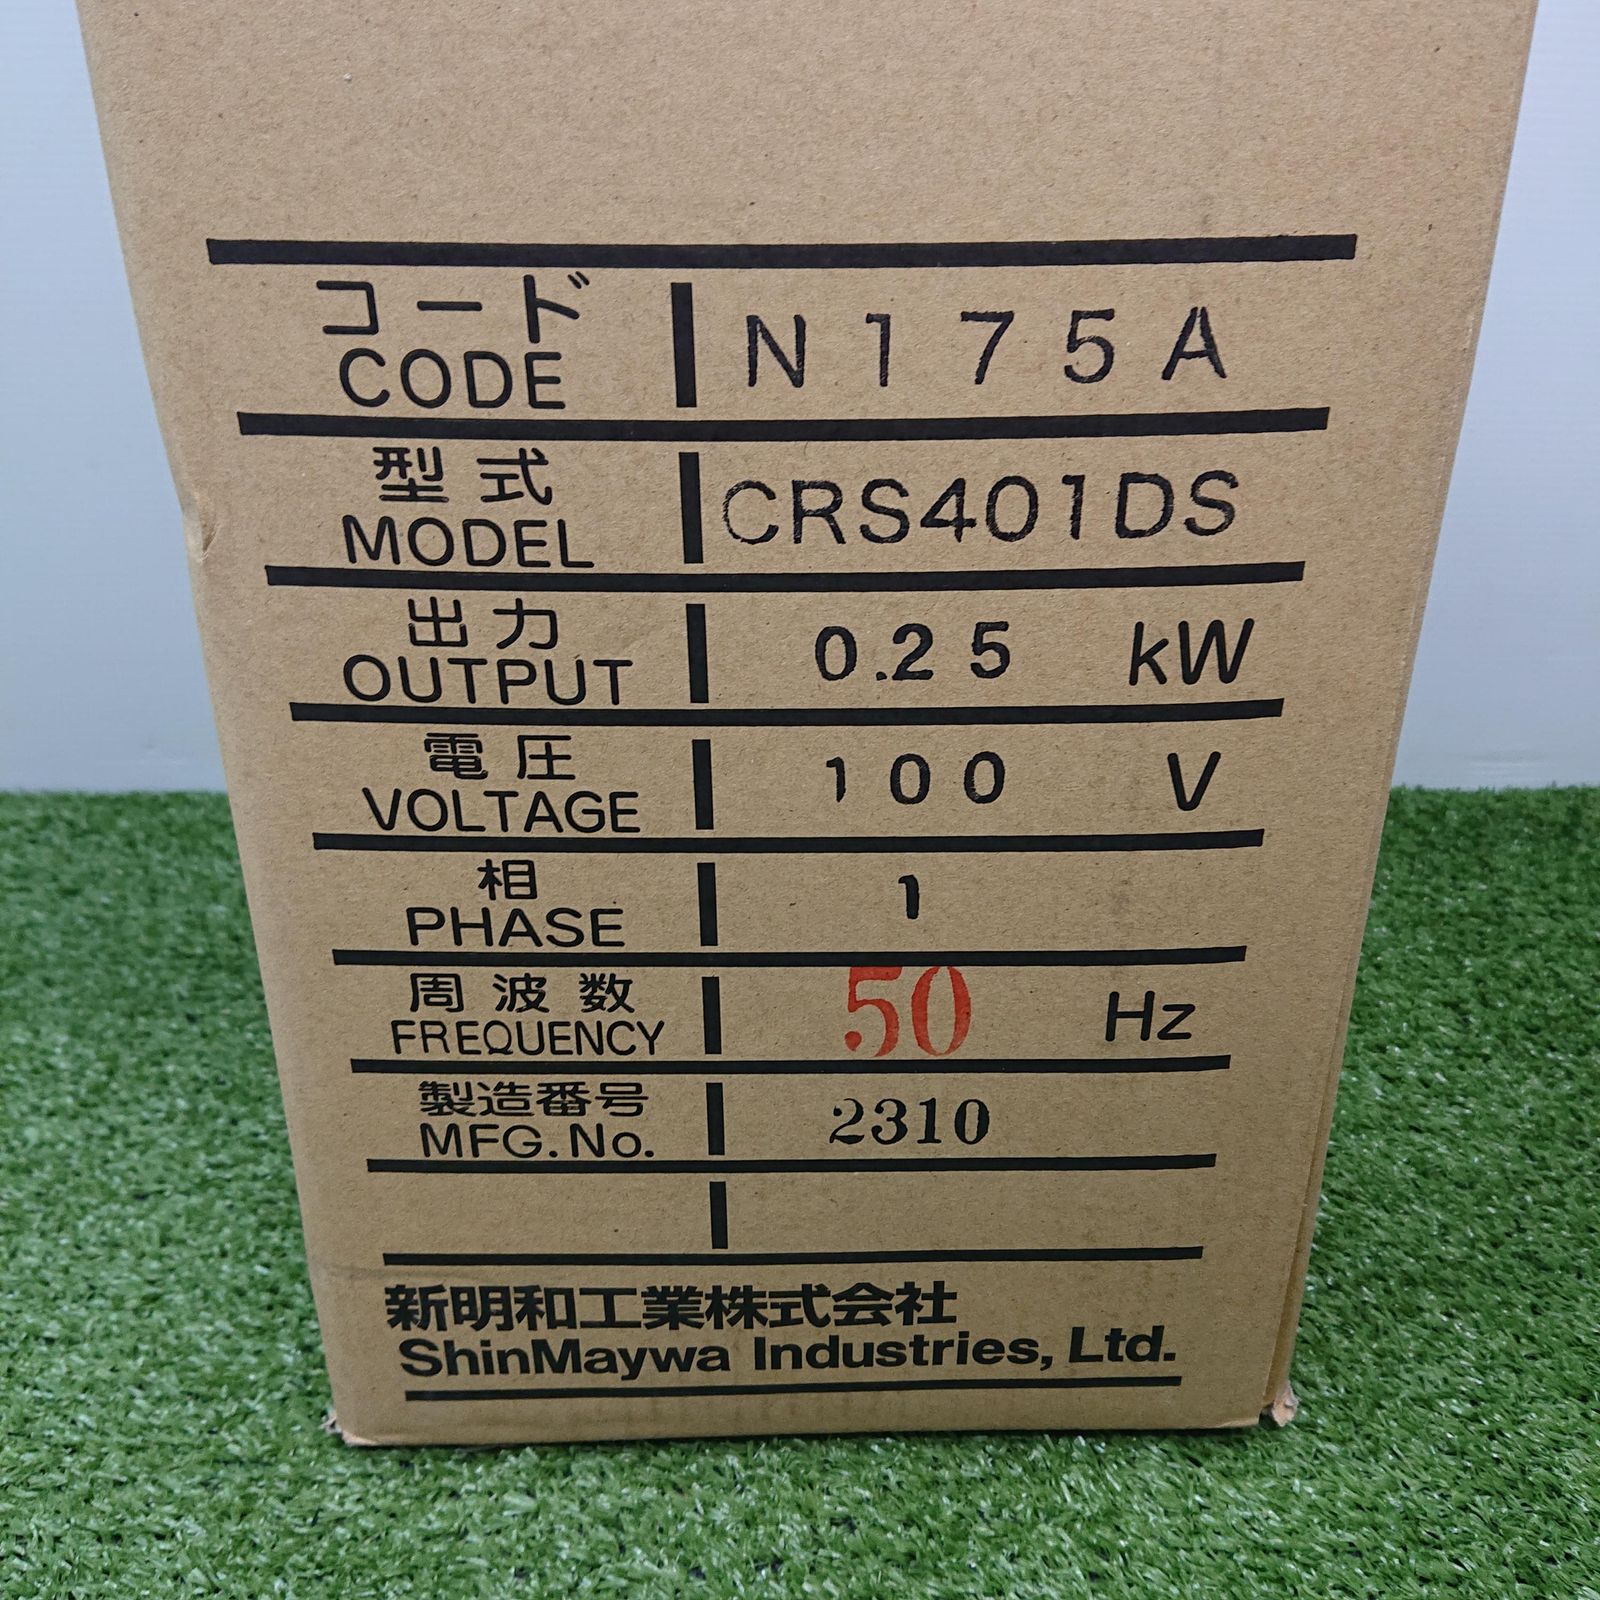 コード
CODE N175A
型式
MODEL CRS401DS
出力
OUTPUT 0.25 kW
電圧
VOLTAGE 100 V
相
PHASE 1
周波数
FREQUENCY 50 Hz
製造番号
MFG.No. 2310
新明和工業株式会社
ShinMaywa Industries, Ltd.